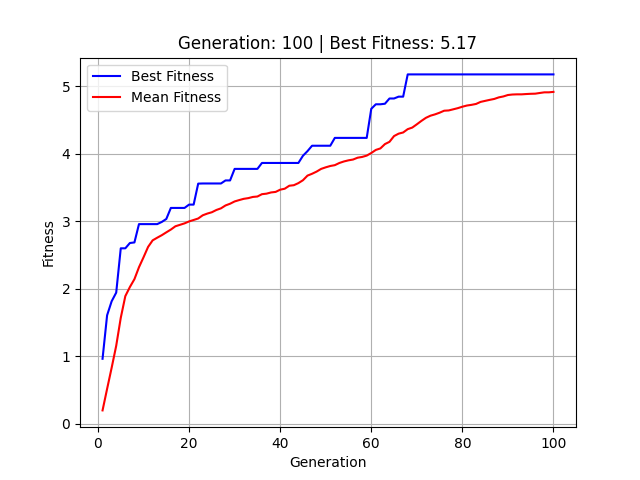 Generation: 100 | Best Fitness: 5.17
Best Fitness
Mean Fitness
5
4
3
2
1
0
Fitness
0 20 40 60 80 100
Generation